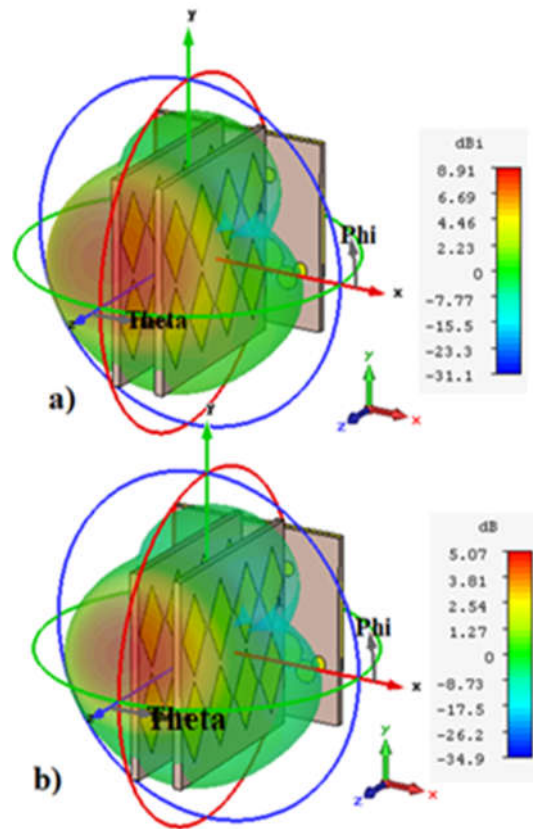 y
dBi
8.91
6.69
4.46
2.23
0
-7.77
-15.5
-23.3
-31.1
Phi
x
z
Theta
y
x
z
a)
y
dB
5.07
3.81
2.54
1.27
0
-8.73
-17.5
-26.2
-34.9
Phi
x
z
Theta
y
x
z
b)